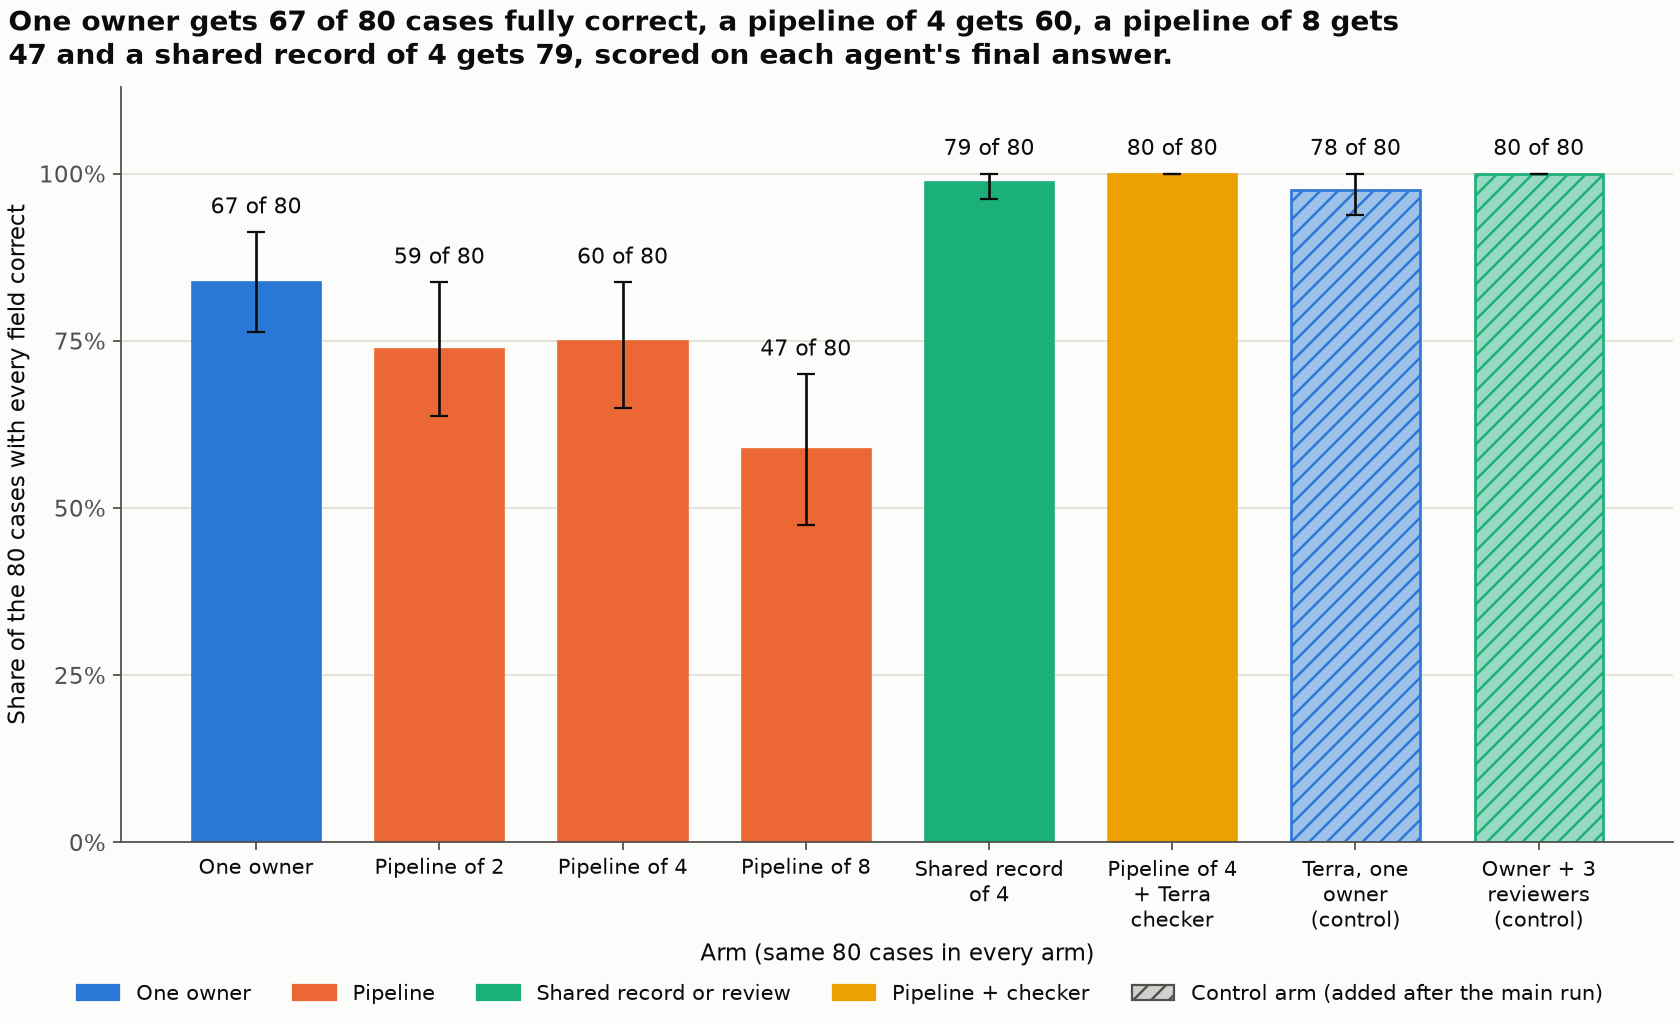 One owner gets 67 of 80 cases fully correct, a pipeline of 4 gets 60, a pipeline of 8 gets
47 and a shared record of 4 gets 79, scored on each agent's final answer.
Share of the 80 cases with every field correct
100%
75%
50%
25%
0%
67 of 80
59 of 80
60 of 80
47 of 80
79 of 80
80 of 80
78 of 80
80 of 80
One owner
Pipeline of 2
Pipeline of 4
Pipeline of 8
Shared record
of 4
Pipeline of 4
+ Terra
checker
Terra, one
owner
(control)
Owner + 3
reviewers
(control)
Arm (same 80 cases in every arm)
One owner
Pipeline
Shared record or review
Pipeline + checker
Control arm (added after the main run)